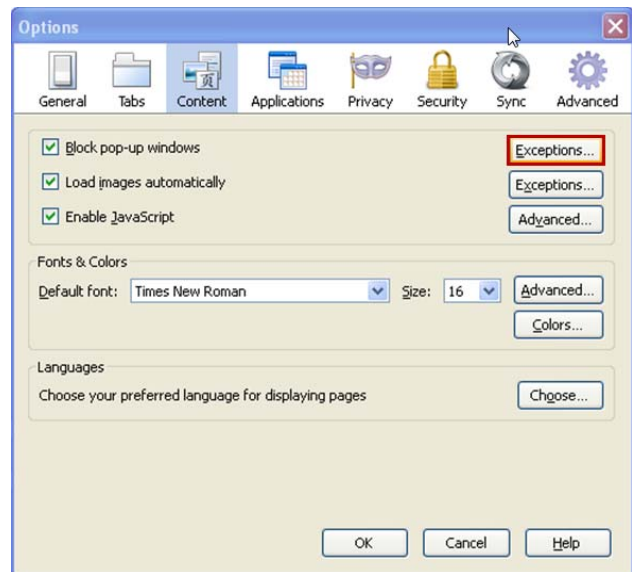 Options
General Tabs Content Applications Privacy Security Sync Advanced
页
Block pop-up windows Exceptions...
Load images automatically Exceptions...
Enable JavaScript Advanced...
Fonts & Colors
Default font: Times New Roman Size: 16 Advanced...
Colors...
Languages
Choose your preferred language for displaying pages Choose...
OK Cancel Help